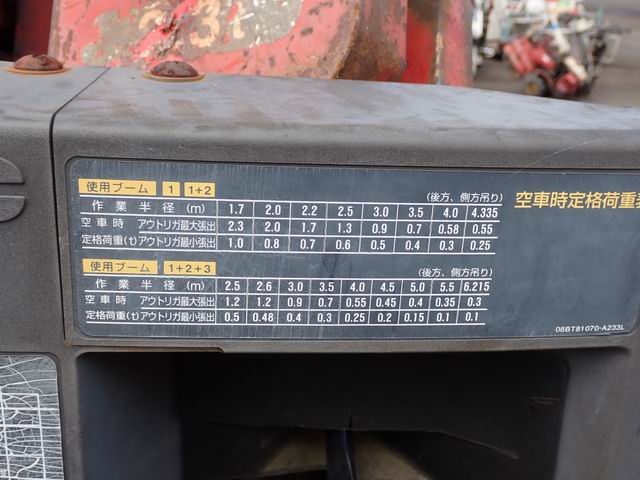 231
空車時定格荷重表
使用ブーム 1 1+2 (後方、側方吊り)
作業半径(m) 1.7 2.0 2.2 2.5 3.0 3.5 4.0 4.335
空車時 アウトリガ最大張出 2.3 2.0 1.7 1.3 0.9 0.7 0.58 0.55
定格荷重(t) アウトリガ最小張出 1.0 0.8 0.7 0.6 0.5 0.4 0.3 0.25
使用ブーム 1+2+3 (後方、側方吊り)
作業半径(m) 2.5 2.6 3.0 3.5 4.0 4.5 5.0 5.5 6.215
空車時 アウトリガ最大張出 1.2 1.2 0.9 0.7 0.55 0.45 0.4 0.35 0.3
定格荷重(t) アウトリガ最小張出 0.5 0.48 0.4 0.3 0.25 0.2 0.15 0.1 0.1
08BT81070-A233L